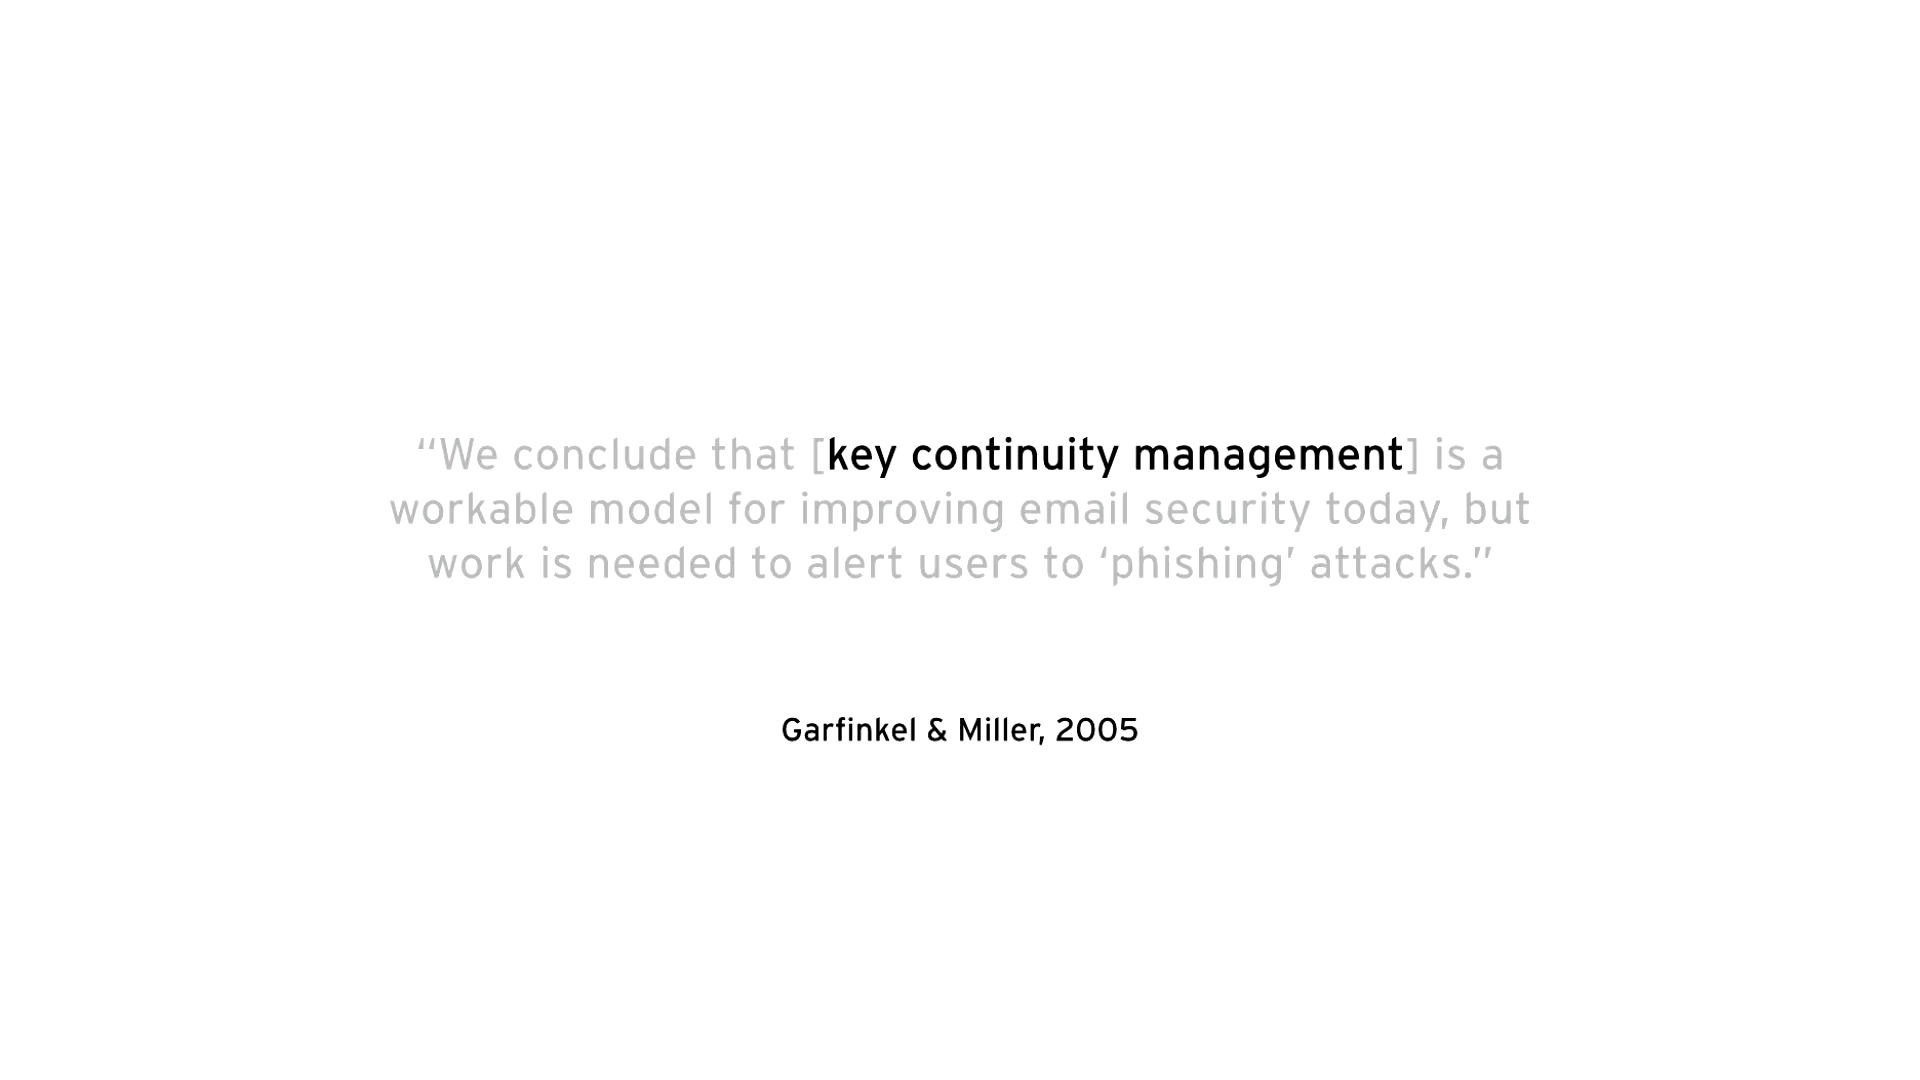 “We conclude that [key continuity management] is a
workable model for improving email security today, but
work is needed to alert users to ‘phishing’ attacks.”
Garfinkel & Miller, 2005